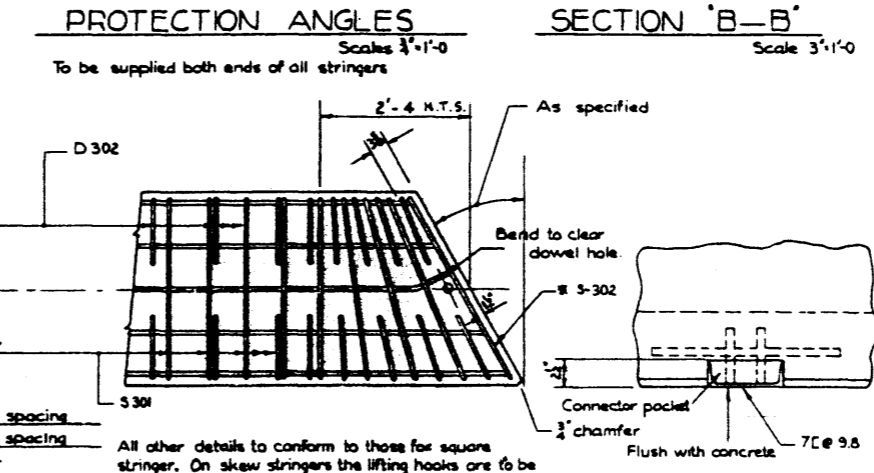 PROTECTION ANGLES
Scales ¾"=1'-0
To be supplied both ends of all stringers
SECTION 'B—B'
Scale 3"=1'-0
2'-4 N.T.S.
As specified
D 302
Bend to clear
dowel hole.
S-302
S 301
Connector pocket
¾" chamfer
Flush with concrete
7[ @ 9.8
spacing
spacing
All other details to conform to those for square
stringer. On skew stringers the lifting hooks are to be